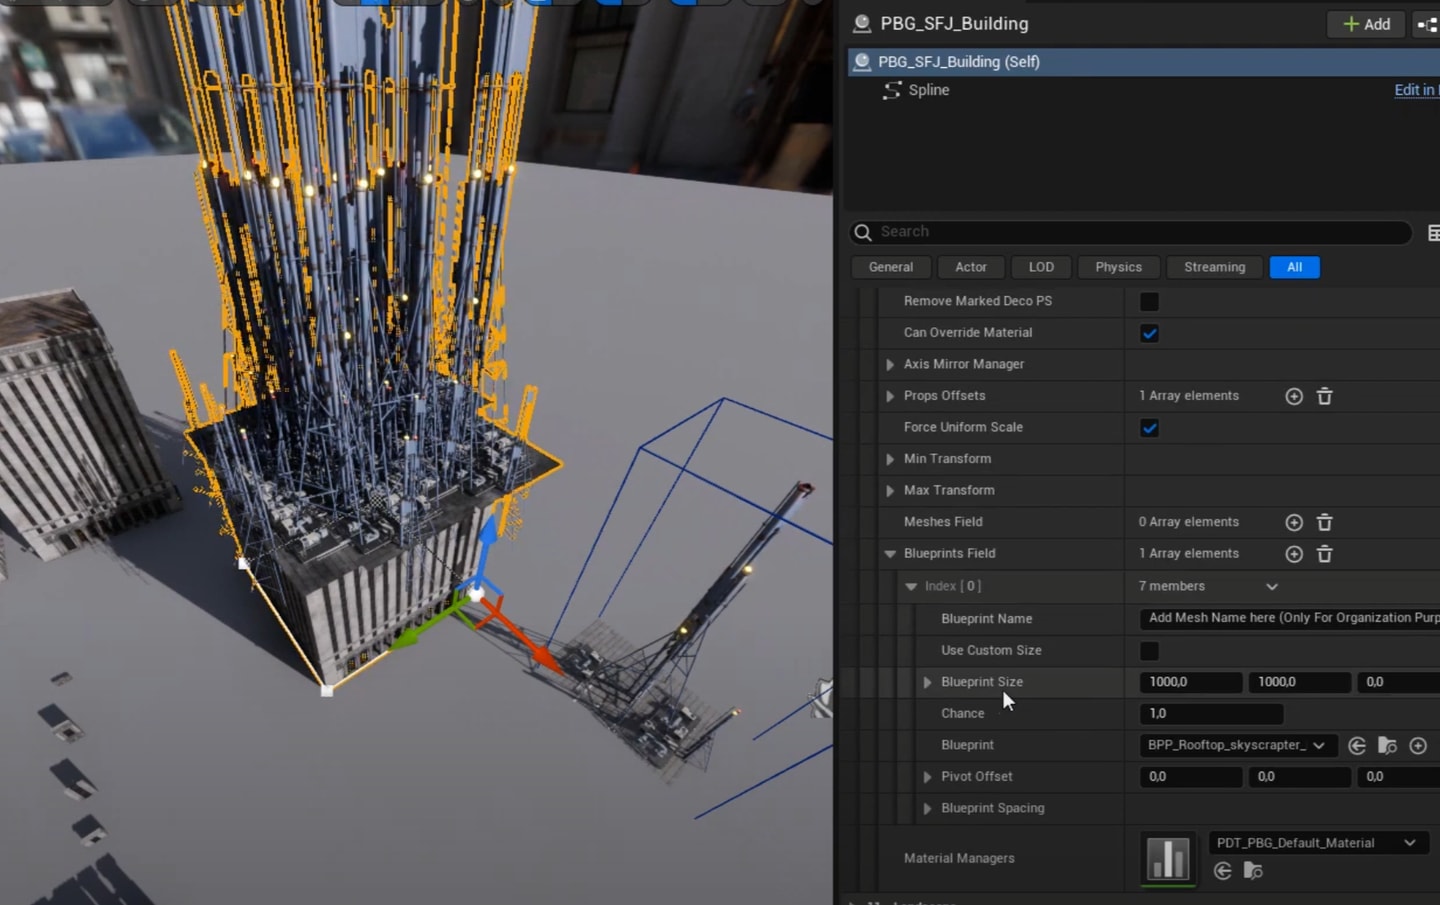 PBG_SFJ_Building
Add
PBG_SFJ_Building (Self)
Spline
Edit in
Search
General
Actor
LOD
Physics
Streaming
All
Remove Marked Deco PS
Can Override Material
Axis Mirror Manager
Props Offsets 1 Array elements
Force Uniform Scale
Min Transform
Max Transform
Meshes Field 0 Array elements
Blueprints Field 1 Array elements
Index [ 0 ] 7 members
Blueprint Name Add Mesh Name here (Only For Organization Purp
Use Custom Size
Blueprint Size 1000,0 1000,0 0,0
Chance 1,0
Blueprint BPP_Rooftop_skyscrapter_
Pivot Offset 0,0 0,0 0,0
Blueprint Spacing
Material Managers PDT_PBG_Default_Material